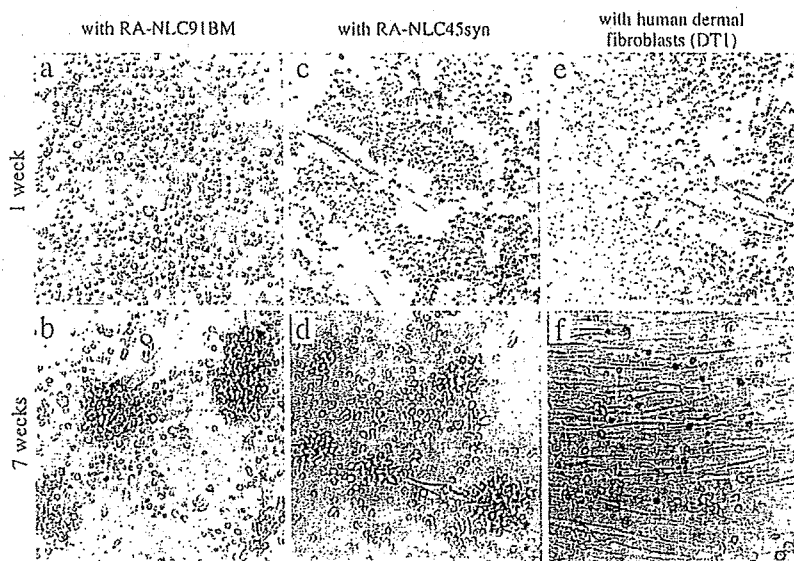 with RA-NLC91BM
with RA-NLC45syn
with human dermal
fibroblasts (DT1)
1 week
a
c
e
7 weeks
b
d
f